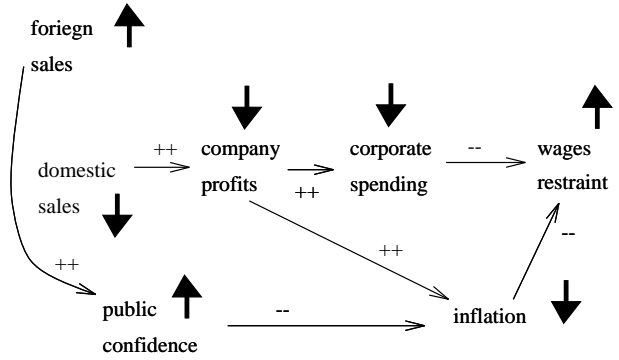 foriegn
sales
++
company
profits
corporate
spending
--
wages
restraint
domestic
sales
++
++
--
++
public
confidence
--
inflation